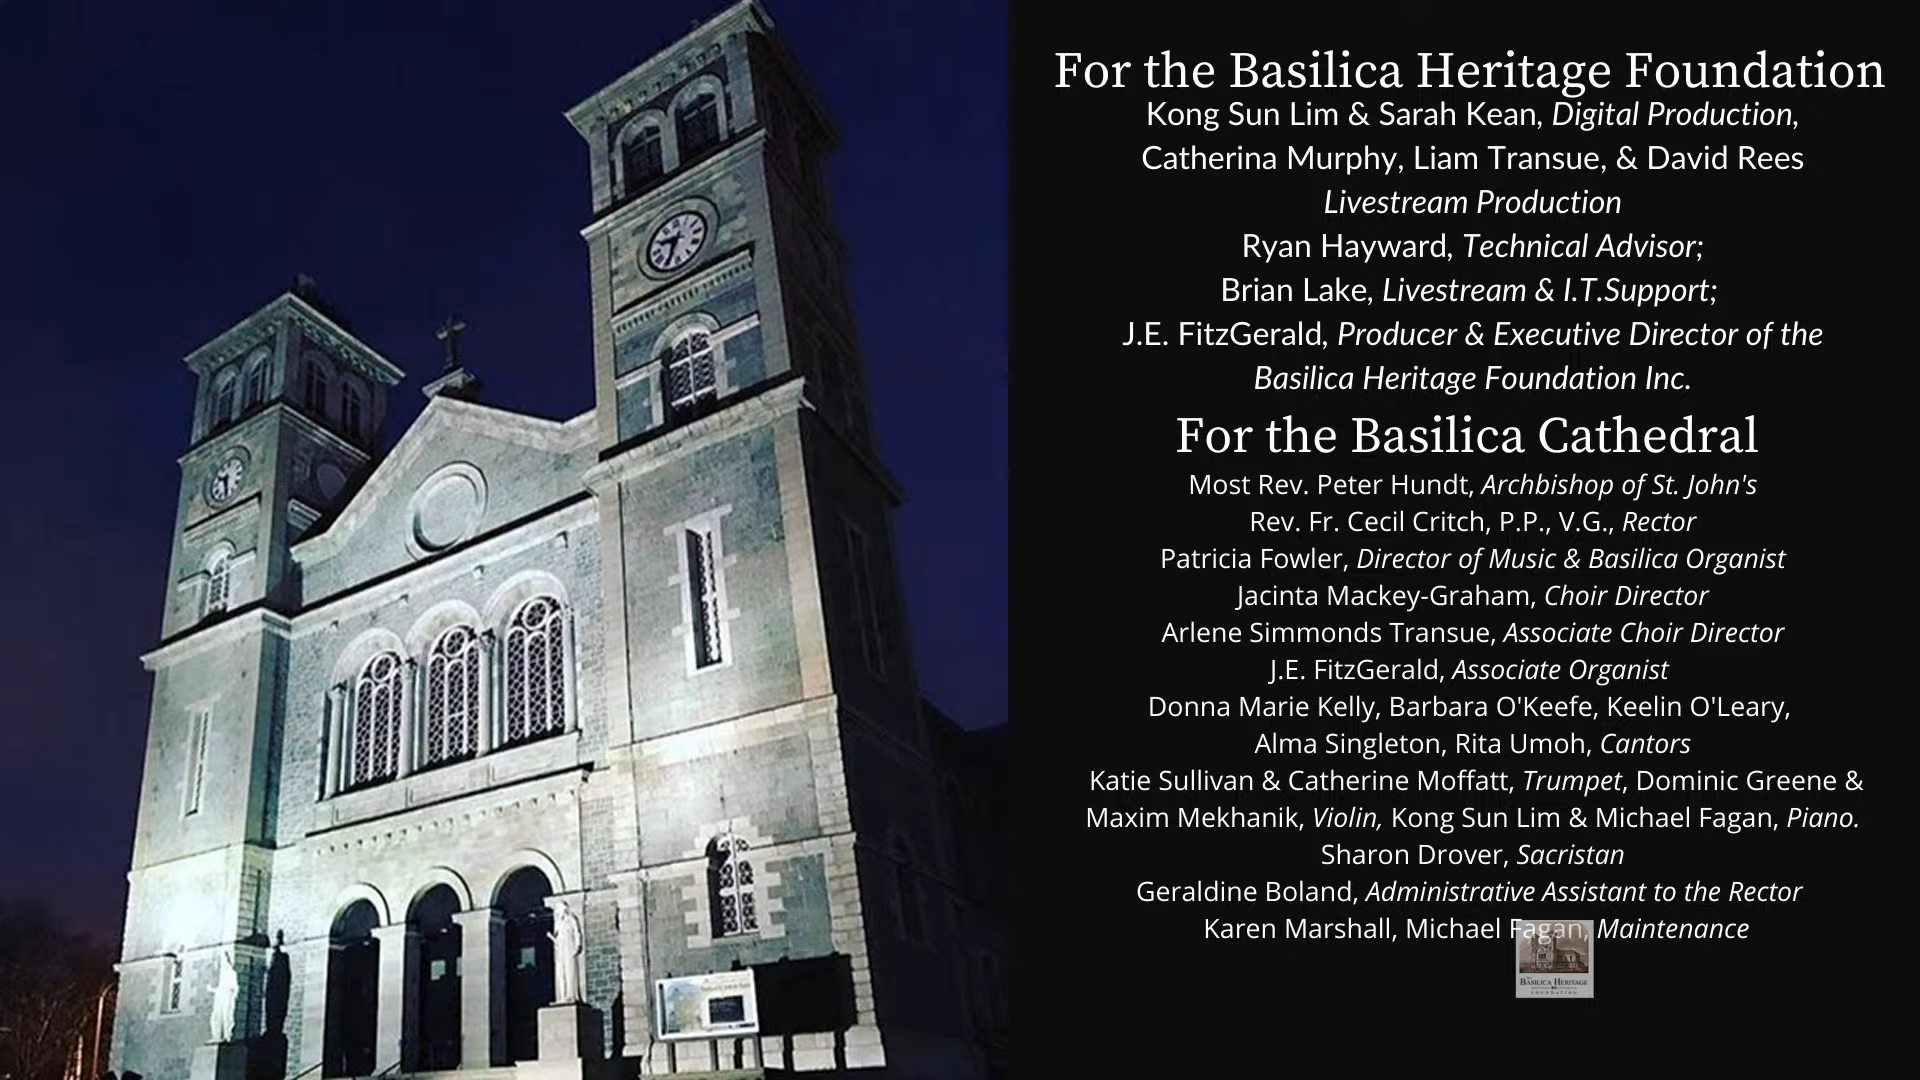 For the Basilica Heritage Foundation
Kong Sun Lim & Sarah Kean, Digital Production,
Catherina Murphy, Liam Transue, & David Rees
Livestream Production
Ryan Hayward, Technical Advisor;
Brian Lake, Livestream & I.T.Support;
J.E. FitzGerald, Producer & Executive Director of the
Basilica Heritage Foundation Inc.
For the Basilica Cathedral
Most Rev. Peter Hundt, Archbishop of St. John's
Rev. Fr. Cecil Critch, P.P., V.G., Rector
Patricia Fowler, Director of Music & Basilica Organist
Jacinta Mackey-Graham, Choir Director
Arlene Simmonds Transue, Associate Choir Director
J.E. FitzGerald, Associate Organist
Donna Marie Kelly, Barbara O'Keefe, Keelin O'Leary,
Alma Singleton, Rita Umoh, Cantors
Katie Sullivan & Catherine Moffatt, Trumpet, Dominic Greene &
Maxim Mekhanik, Violin, Kong Sun Lim & Michael Fagan, Piano.
Sharon Drover, Sacristan
Geraldine Boland, Administrative Assistant to the Rector
Karen Marshall, Michael Fagan, Maintenance
BASILICA HERITAGE
FOUNDATION